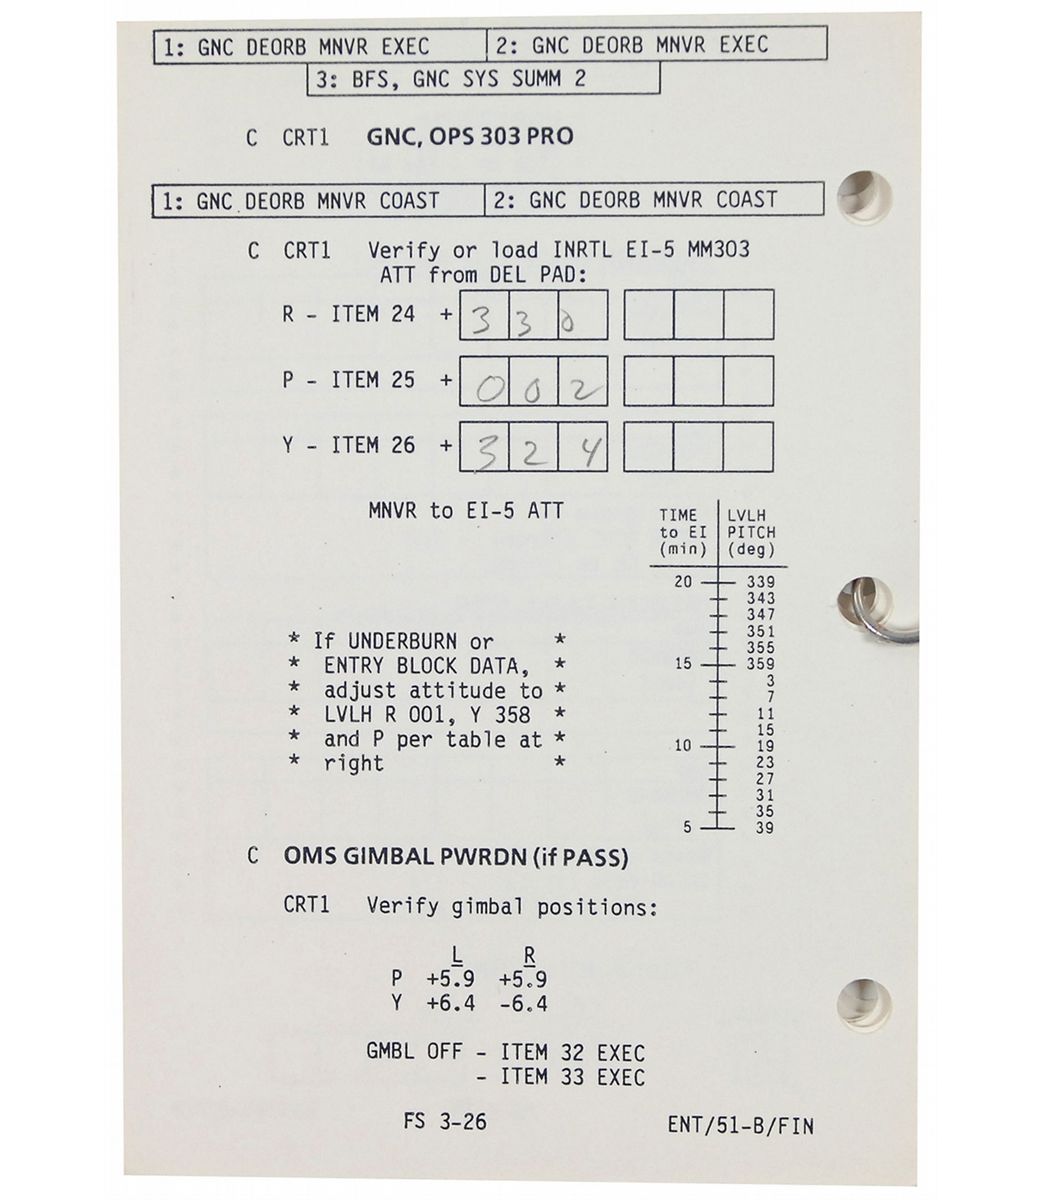 1: GNC DEORB MNVR EXEC 2: GNC DEORB MNVR EXEC
3: BFS, GNC SYS SUMM 2
C CRT1 GNC, OPS 303 PRO
1: GNC DEORB MNVR COAST 2: GNC DEORB MNVR COAST
C CRT1 Verify or load INRTL EI-5 MM303
ATT from DEL PAD:
R - ITEM 24 + 3 3 0
P - ITEM 25 + 0 0 2
Y - ITEM 26 + 3 2 4
MNVR to EI-5 ATT
* If UNDERBURN or *
* ENTRY BLOCK DATA, *
* adjust attitude to *
* LVLH R 001, Y 358 *
* and P per table at *
* right *
TIME LVLH
to EI PITCH
(min) (deg)
20 339
343
347
351
355
15 359
3
7
11
15
10 19
23
27
31
35
5 39
C OMS GIMBAL PWRDN (if PASS)
CRT1 Verify gimbal positions:
L R
P +5.9 +5.9
Y +6.4 -6.4
GMBL OFF - ITEM 32 EXEC
- ITEM 33 EXEC
FS 3-26 ENT/51-B/FIN